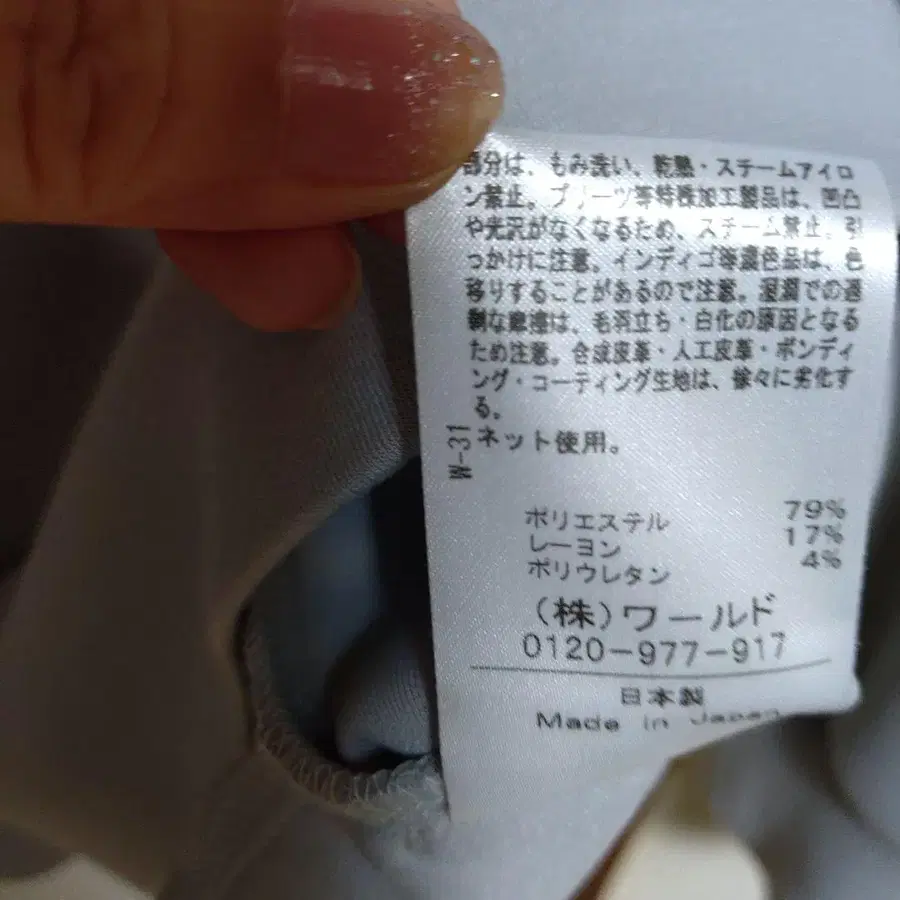 部分は、もみ洗い、乾熱・スチームアイロ
ン禁止。プリーツ等特殊加工製品は、凹凸
や光沢がなくなるため、スチーム禁止。引
っかけに注意。インディゴ等濃色品は、色
移りすることがあるので注意。湿潤での過
剰な摩擦は、毛羽立ち・白化の原因となる
ため注意。合成皮革・人工皮革・ボンディ
ング・コーティング生地は、徐々に劣化す
る。
W-31
ネット使用。
ポリエステル 79%
レーヨン 17%
ポリウレタン 4%
(株)ワールド
0120-977-917
日本製
Made in Japan